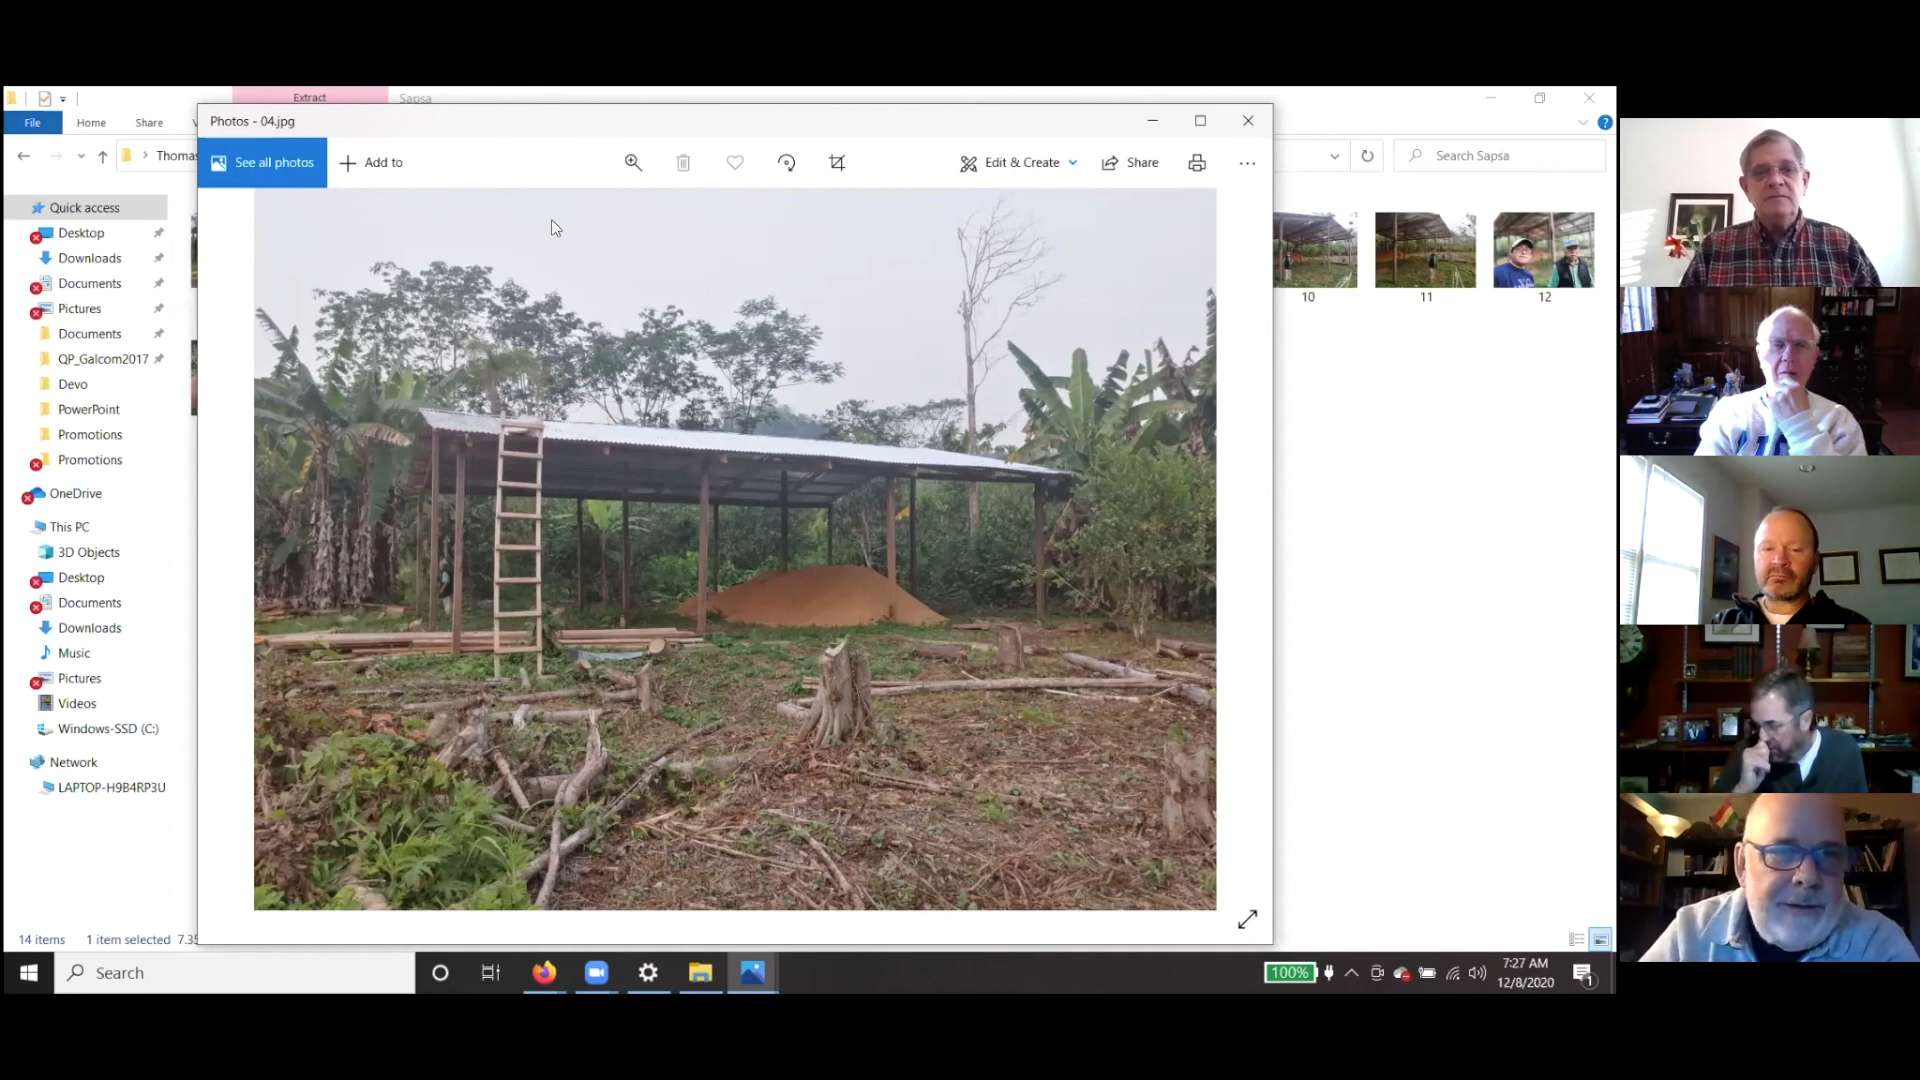 Extract
Sapsa
File
Home
Share
Photos - 04.jpg
See all photos
Add to
Edit & Create
Share
Thomas
Search Sapsa
Quick access
Desktop
Downloads
Documents
Pictures
Documents
QP_Galcom2017
Devo
PowerPoint
Promotions
Promotions
OneDrive
This PC
3D Objects
Desktop
Documents
Downloads
Music
Pictures
Videos
Windows-SSD (C:)
Network
LAPTOP-H9B4RP3U
10
11
12
14 items
1 item selected
Search
100%
7:27 AM
12/8/2020
1